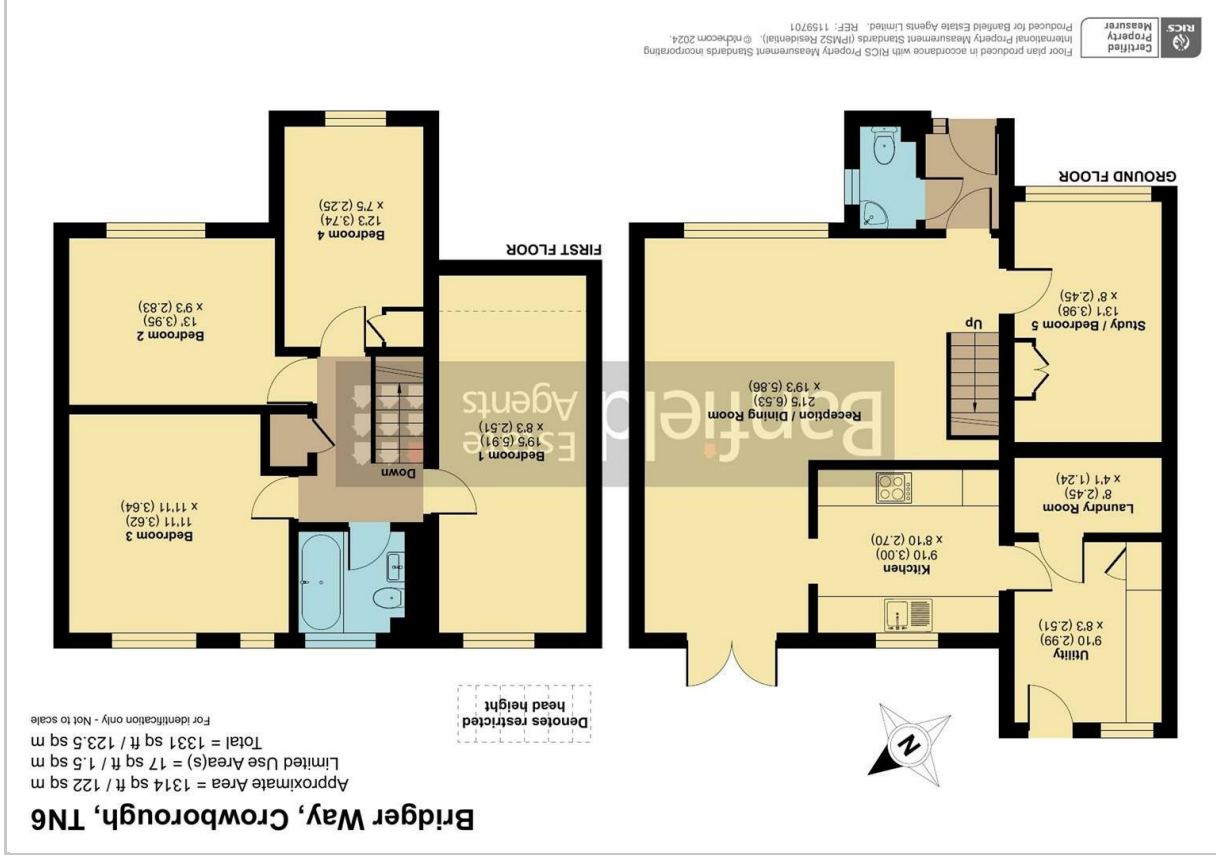 Bridger Way, Crowborough, TN6
Approximate Area = 1314 sq ft / 122 sq m
Limited Use Area(s) = 17 sq ft / 1.5 sq m
Total = 1331 sq ft / 123.5 sq m
For identification only - Not to scale
Denotes restricted
head height
N
Utility
9'10 (2.99)
x 8'3 (2.51)
Laundry Room
8' (2.45)
x 4'1 (1.24)
Kitchen
9'10 (3.00)
x 8'10 (2.70)
Reception / Dining Room
21'5 (6.53)
x 19'3 (5.86)
Study / Bedroom 5
13'1 (3.98)
x 8' (2.45)
Up
GROUND FLOOR
Bedroom 1
19'5 (5.91)
x 8'3 (2.51)
Down
Bedroom 3
11'11 (3.62)
x 11'11 (3.64)
Bedroom 2
13' (3.95)
x 9'3 (2.83)
Bedroom 4
12'3 (3.74)
x 7'5 (2.25)
FIRST FLOOR
Banfield
Estate
Agents
Certified
Property
Measurer
RICS
Floor plan produced in accordance with RICS Property Measurement Standards incorporating
International Property Measurement Standards (IPMS2 Residential). © nichecom 2024.
Produced for Banfield Estate Agents Limited. REF: 1159701